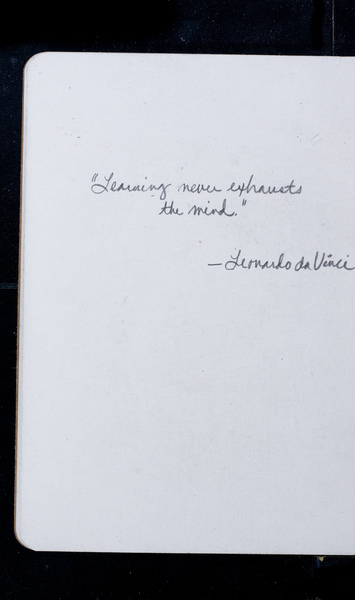 "Learning never exhausts
the mind."
— Leonardo da Vinci